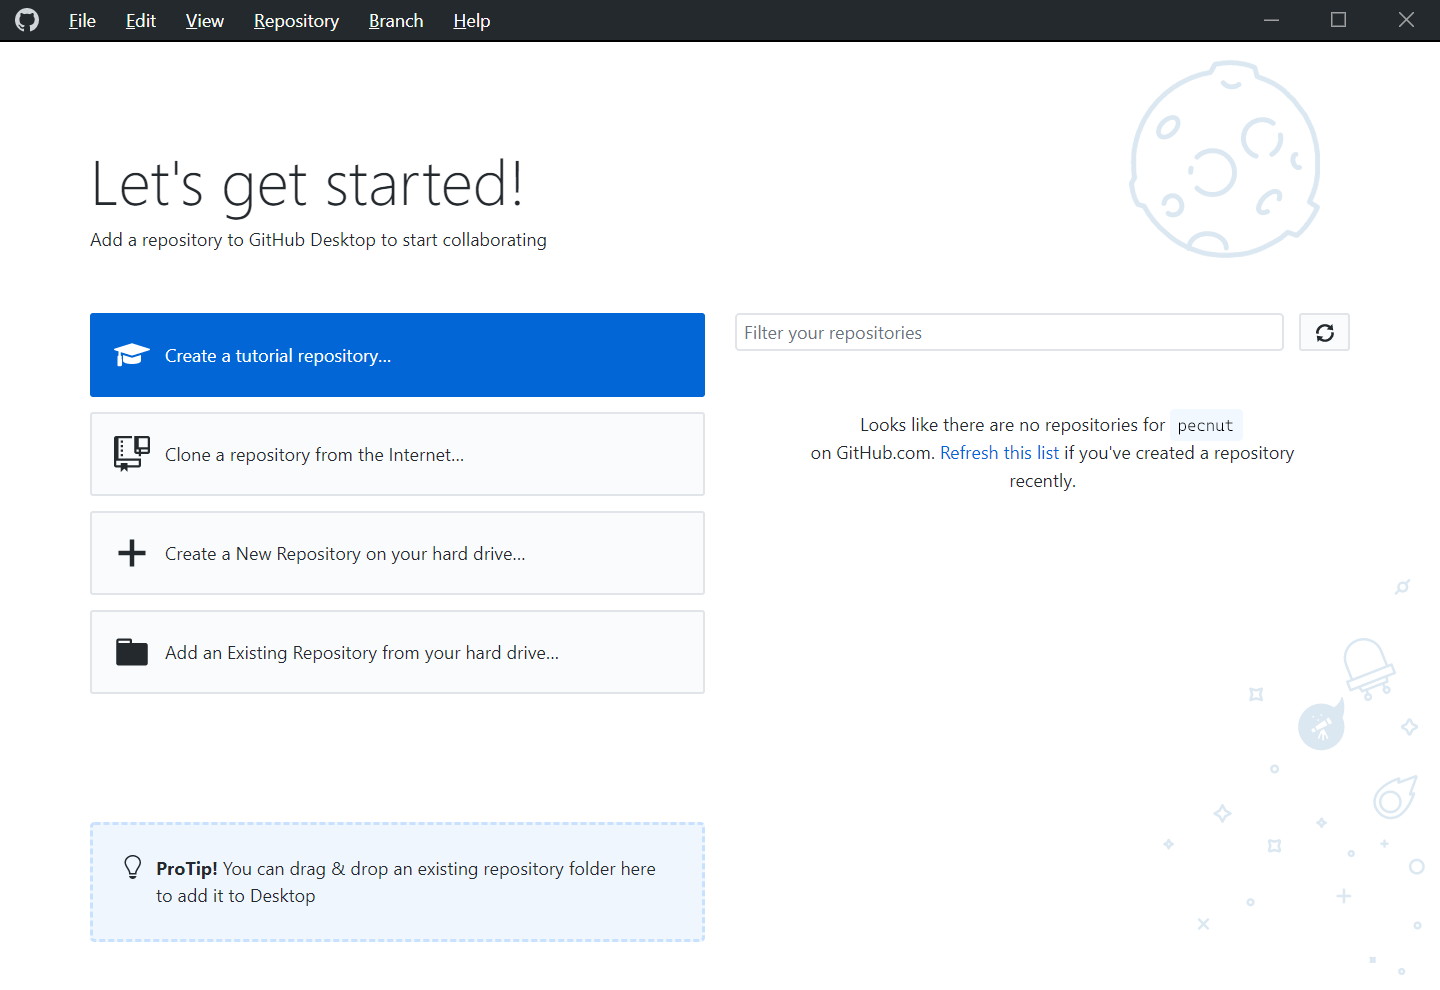 File Edit View Repository Branch Help
Let's get started!
Add a repository to GitHub Desktop to start collaborating
Create a tutorial repository...
Clone a repository from the Internet...
Create a New Repository on your hard drive...
Add an Existing Repository from your hard drive...
ProTip! You can drag & drop an existing repository folder here
to add it to Desktop
Filter your repositories
Looks like there are no repositories for pecnut
on GitHub.com. Refresh this list if you've created a repository
recently.